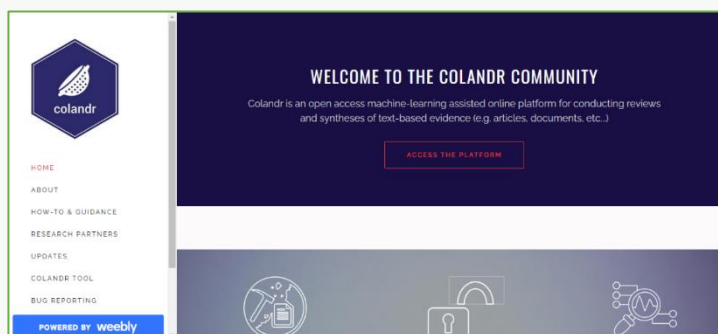 colandr
HOME
ABOUT
HOW-TO & GUIDANCE
RESEARCH PARTNERS
UPDATES
COLANDR TOOL
BUG REPORTING
POWERED BY weebly
WELCOME TO THE COLANDR COMMUNITY
Colandr is an open access machine-learning assisted online platform for conducting reviews
and syntheses of text-based evidence (e.g. articles, documents, etc...)
ACCESS THE PLATFORM